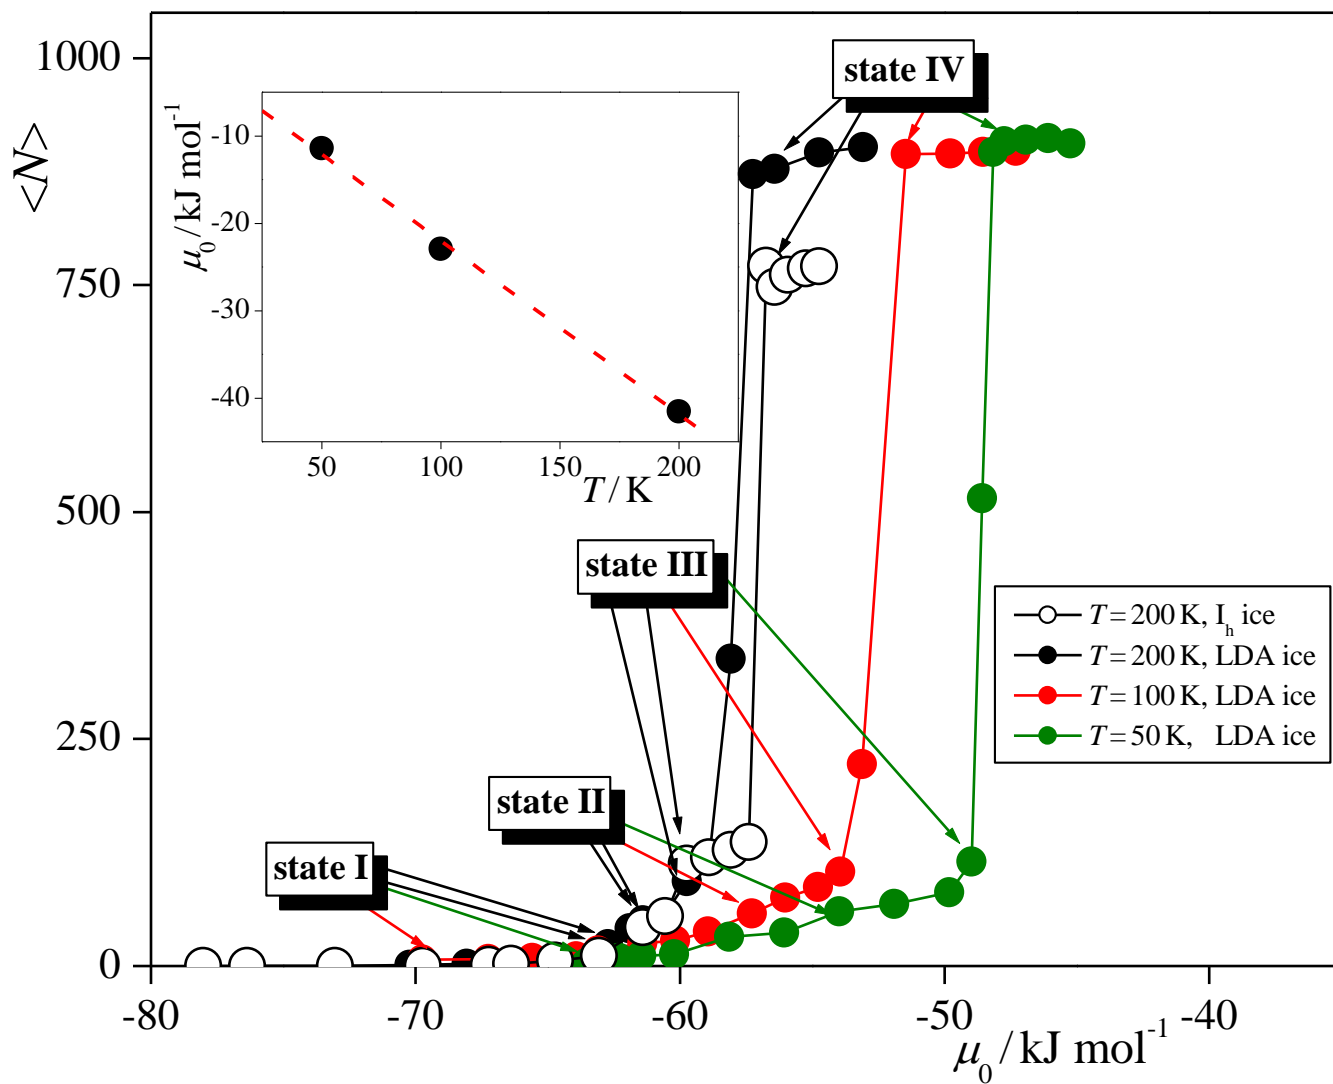 1000
750
500
250
0
<N>
-80
-70
-60
-50
-40
μ₀ / kJ mol⁻¹
state IV
state III
state II
state I
-10
-20
-30
-40
μ₀ / kJ mol⁻¹
50
100
150
200
T / K
T = 200 K, Iₕ ice
T = 200 K, LDA ice
T = 100 K, LDA ice
T = 50 K, LDA ice